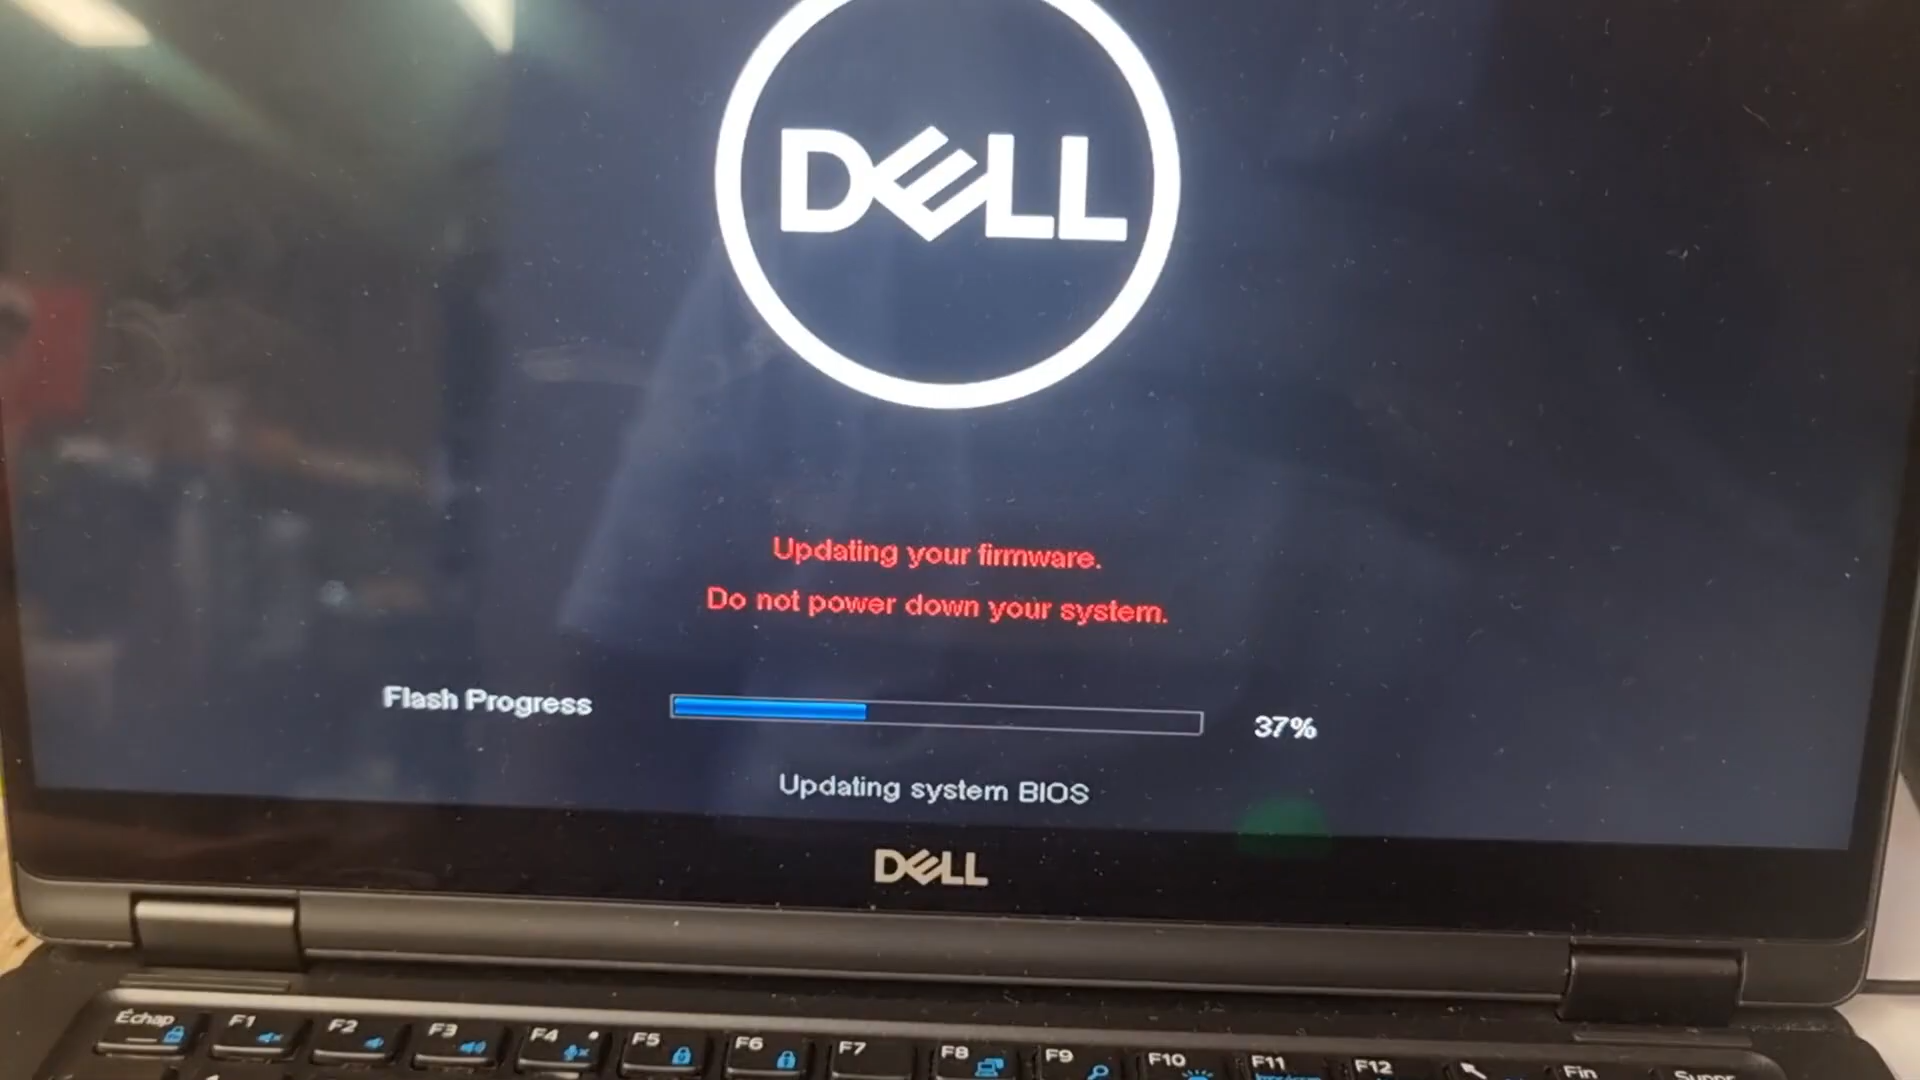 DELL
Updating your firmware.
Do not power down your system.
Flash Progress 37%
Updating system BIOS
DELL
Échap F1 F2 F3 F4 F5 F6 F7 F8 F9 F10 F11 F12 Fin Suppr